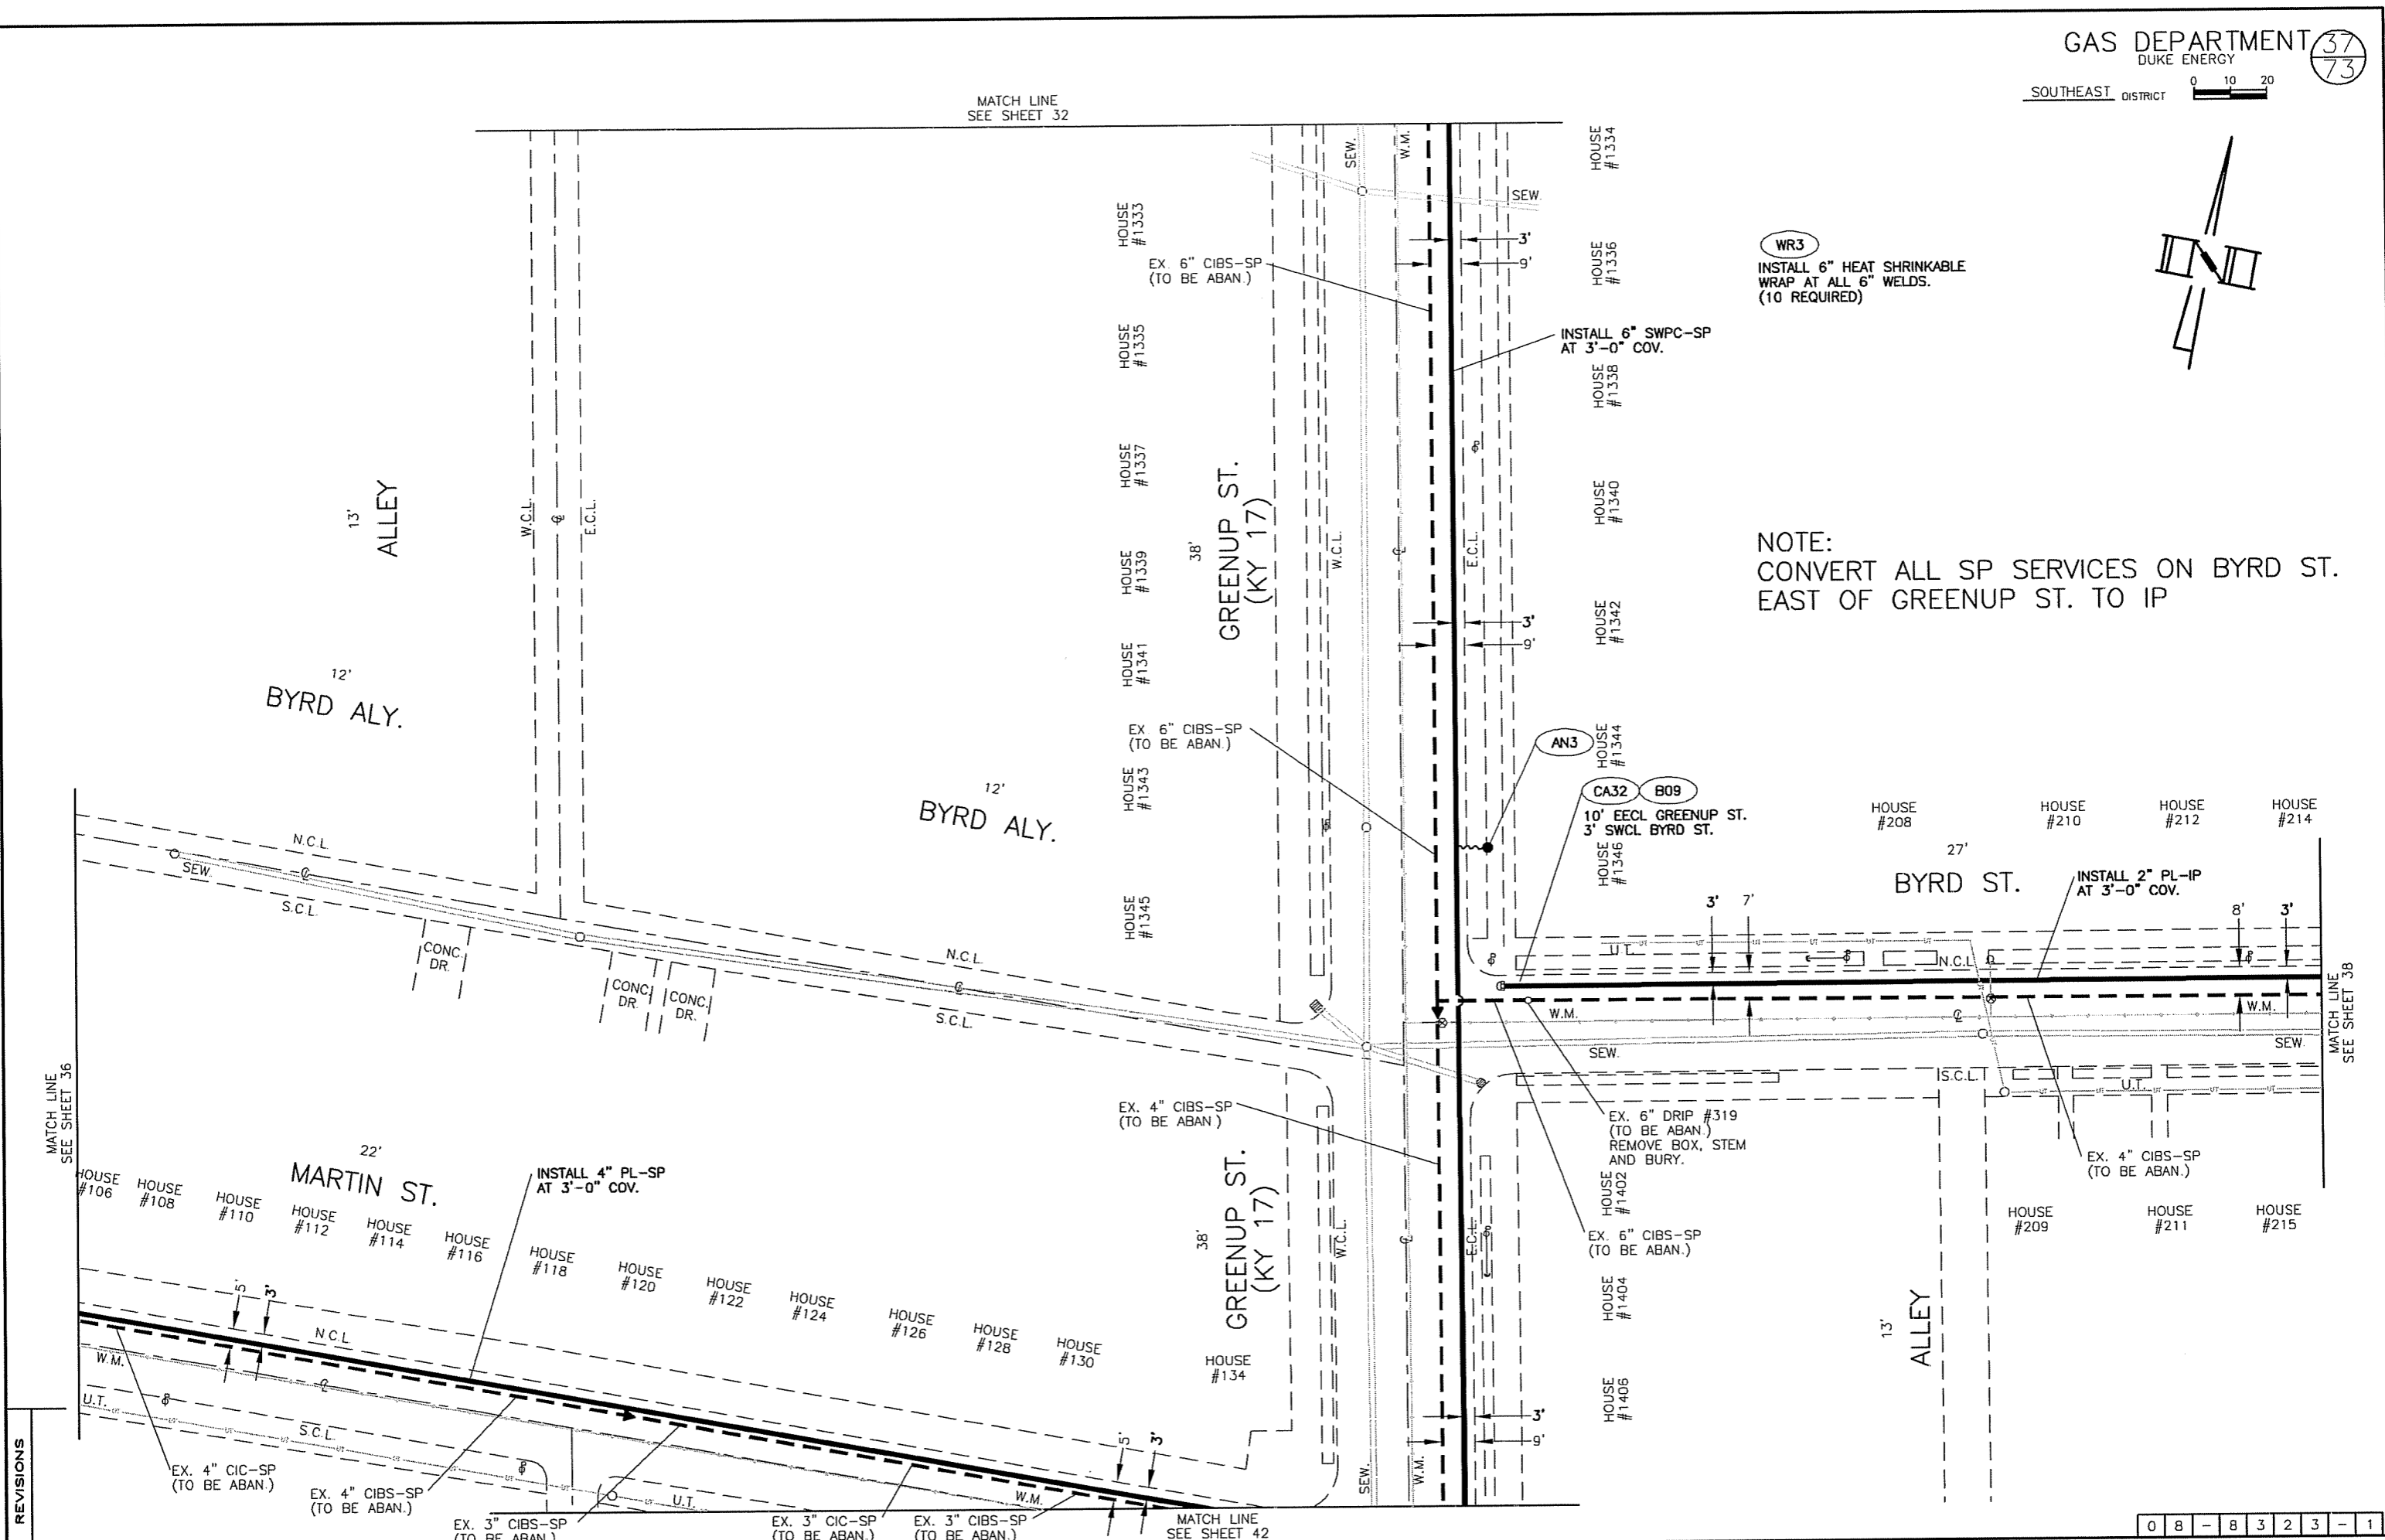 GAS DEPARTMENT
DUKE ENERGY
37
73
SOUTHEAST DISTRICT
0 10 20
MATCH LINE
SEE SHEET 32
SEW.
W.M.
SEW.
HOUSE
#1334
HOUSE
#1333
3'
9'
HOUSE
#1336
WR3
INSTALL 6" HEAT SHRINKABLE
WRAP AT ALL 6" WELDS.
(10 REQUIRED)
EX. 6" CIBS-SP
(TO BE ABAN.)
HOUSE
#1335
INSTALL 6" SWPC-SP
AT 3'-0" COV.
HOUSE
#1338
HOUSE
#1337
13'
ALLEY
W.C.L.
E.C.L.
38'
GREENUP ST.
(KY 17)
W.C.L.
E.C.L.
HOUSE
#1340
NOTE:
CONVERT ALL SP SERVICES ON BYRD ST.
EAST OF GREENUP ST. TO IP
HOUSE
#1339
HOUSE
#1342
3'
9'
HOUSE
#1341
12'
BYRD ALY.
EX. 6" CIBS-SP
(TO BE ABAN.)
AN3
HOUSE
#1344
HOUSE
#1343
12'
BYRD ALY.
CA32
B09
10' EECL GREENUP ST.
3' SWCL BYRD ST.
HOUSE
#1346
HOUSE
#208
HOUSE
#210
HOUSE
#212
HOUSE
#214
27'
BYRD ST.
INSTALL 2" PL-IP
AT 3'-0" COV.
N.C.L.
SEW.
S.C.L.
HOUSE
#1345
3'
7'
8'
3'
CONC.
DR.
CONC.
DR.
CONC.
DR.
N.C.L.
S.C.L.
U.T.
N.C.L.
W.M.
W.M.
SEW.
SEW.
MATCH LINE
SEE SHEET 38
MATCH LINE
SEE SHEET 36
S.C.L.
U.T.
EX. 4" CIBS-SP
(TO BE ABAN.)
EX. 6" DRIP #319
(TO BE ABAN.)
REMOVE BOX, STEM
AND BURY.
EX. 4" CIBS-SP
(TO BE ABAN.)
22'
MARTIN ST.
INSTALL 4" PL-SP
AT 3'-0" COV.
HOUSE
#106
HOUSE
#108
HOUSE
#110
HOUSE
#112
HOUSE
#114
HOUSE
#116
HOUSE
#118
HOUSE
#120
HOUSE
#122
HOUSE
#124
HOUSE
#126
HOUSE
#128
HOUSE
#130
HOUSE
#134
38'
GREENUP ST.
(KY 17)
W.C.L.
E.C.L.
HOUSE
#1402
EX. 6" CIBS-SP
(TO BE ABAN.)
HOUSE
#1404
HOUSE
#1406
HOUSE
#209
HOUSE
#211
HOUSE
#215
13'
ALLEY
5'
3'
N.C.L.
W.M.
U.T.
S.C.L.
5'
3'
3'
9'
SEW.
W.M.
W.M.
U.T.
EX. 4" CIC-SP
(TO BE ABAN.)
EX. 4" CIBS-SP
(TO BE ABAN.)
EX. 3" CIBS-SP
(TO BE ABAN.)
EX. 3" CIC-SP
(TO BE ABAN.)
EX. 3" CIBS-SP
(TO BE ABAN.)
MATCH LINE
SEE SHEET 42
REVISIONS
08-8323-1